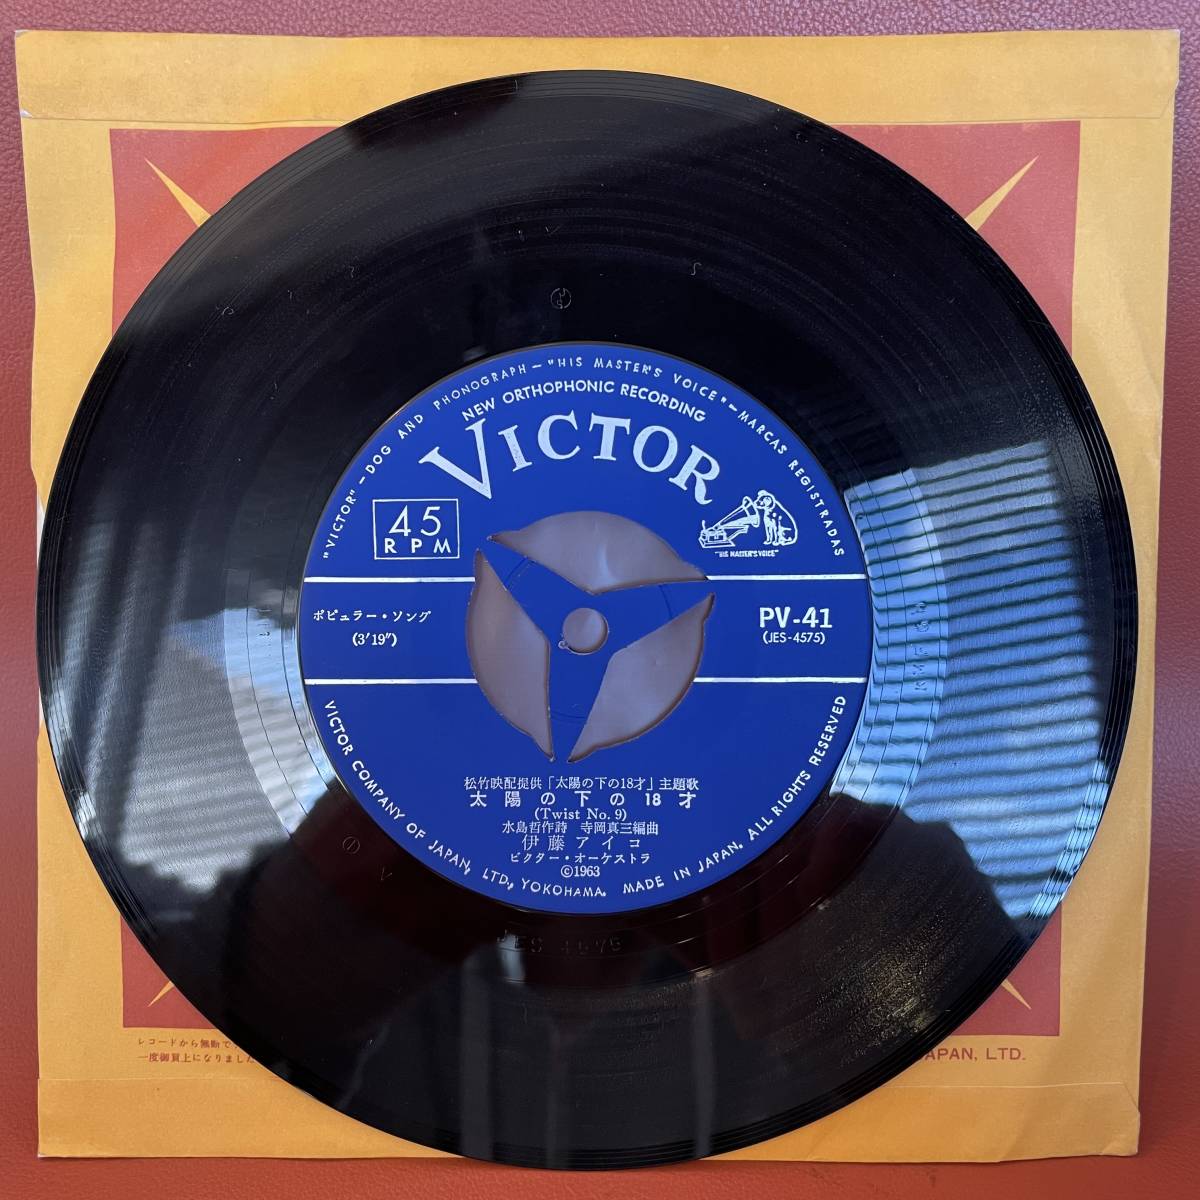 "VICTOR" — DOG AND PHONOGRAPH — "HIS MASTER'S VOICE" — MARCAS REGISTRADAS
NEW ORTHOPHONIC RECORDING
VICTOR
45
RPM
"HIS MASTER'S VOICE"
ポピュラー・ソング
(3′19″)
PV-41
(JES-4575)
松竹映配提供「太陽の下の18才」主題歌
太陽の下の18才
(Twist No. 9)
水島哲作詩 寺岡真三編曲
伊藤アイコ
ビクター・オーケストラ
©1963
VICTOR COMPANY OF JAPAN, LTD., YOKOHAMA. MADE IN JAPAN. ALL RIGHTS RESERVED
JES 4575
レコードから無断で
一度御買上になりました
JAPAN, LTD.